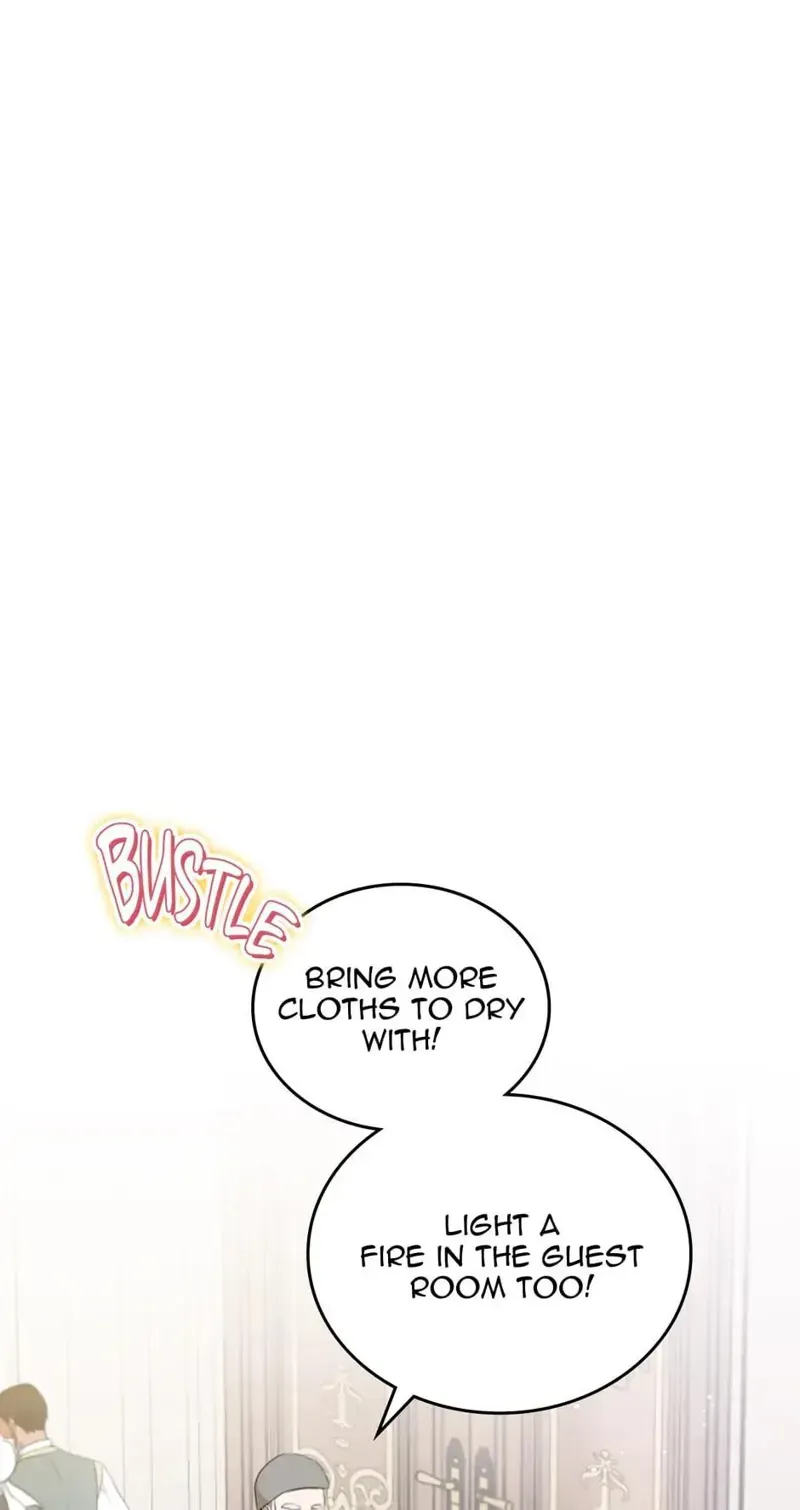 BUSTLE
BRING MORE
CLOTHS TO DRY
WITH!
LIGHT A
FIRE IN THE GUEST
ROOM TOO!